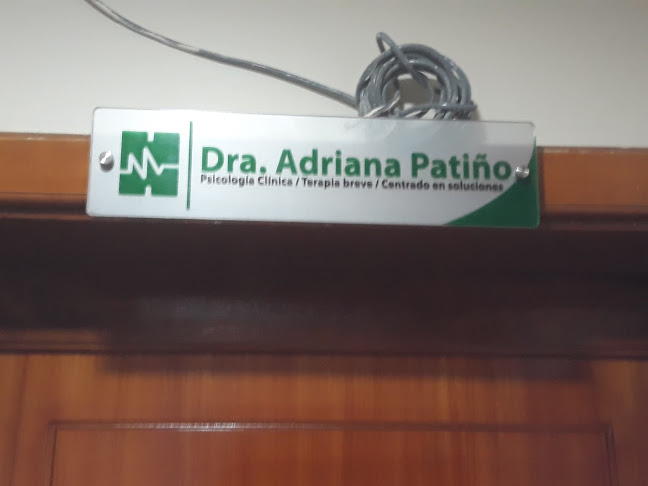 Dra. Adriana Patiño
Psicología Clínica / Terapia breve / Centrado en soluciones